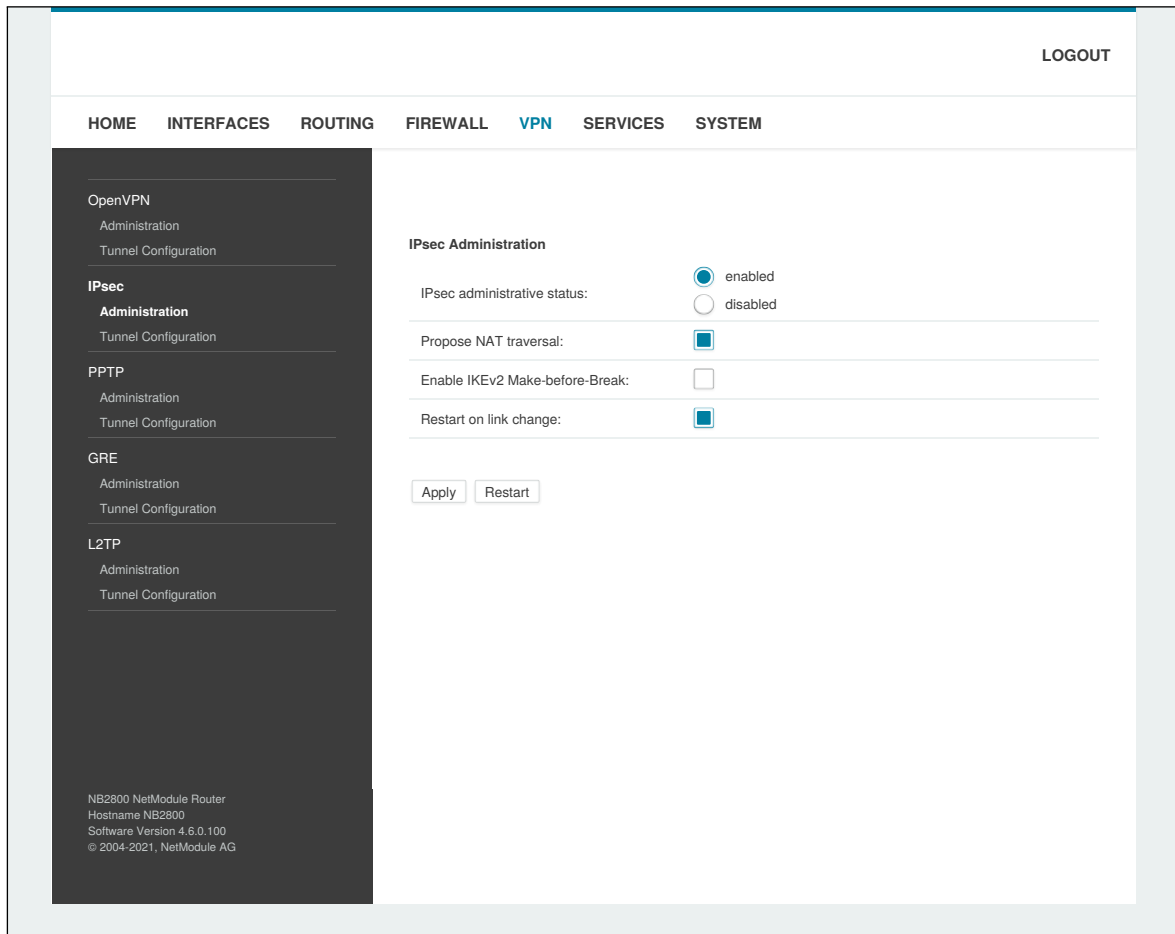 LOGOUT
HOME INTERFACES ROUTING FIREWALL VPN SERVICES SYSTEM
OpenVPN
Administration
Tunnel Configuration
IPsec
Administration
Tunnel Configuration
PPTP
Administration
Tunnel Configuration
GRE
Administration
Tunnel Configuration
L2TP
Administration
Tunnel Configuration
NB2800 NetModule Router
Hostname NB2800
Software Version 4.6.0.100
© 2004-2021, NetModule AG
IPsec Administration
IPsec administrative status:
enabled
disabled
Propose NAT traversal:
Enable IKEv2 Make-before-Break:
Restart on link change:
Apply Restart